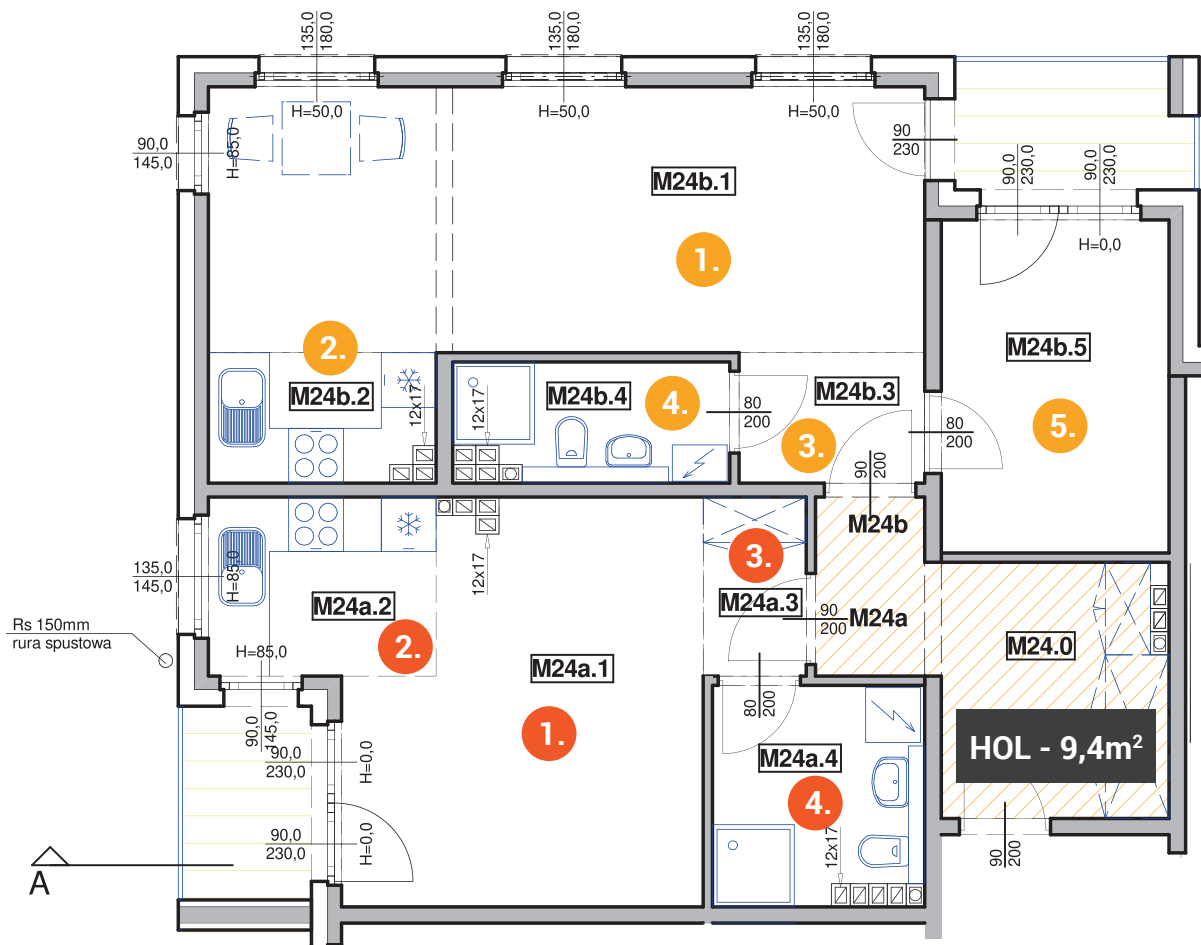 135,0
180,0
135,0
180,0
135,0
180,0
H=50,0
H=50,0
H=50,0
90,0
145,0
H=85,0
90
230
90,0
230,0
90,0
230,0
H=0,0
M24b.1
1.
2.
M24b.2
12x17
12x17
M24b.4
4.
80
200
M24b.3
3.
90
200
80
200
M24b.5
5.
M24b
135,0
145,0
H=85,0
12x17
3.
M24a.3
90
200
M24a
M24a.2
2.
M24.0
Rs 150mm
rura spustowa
H=85,0
90,0
145,0
M24a.1
1.
80
200
HOL - 9,4m²
90,0
230,0
H=0,0
M24a.4
4.
90,0
230,0
H=0,0
12x17
90
200
A